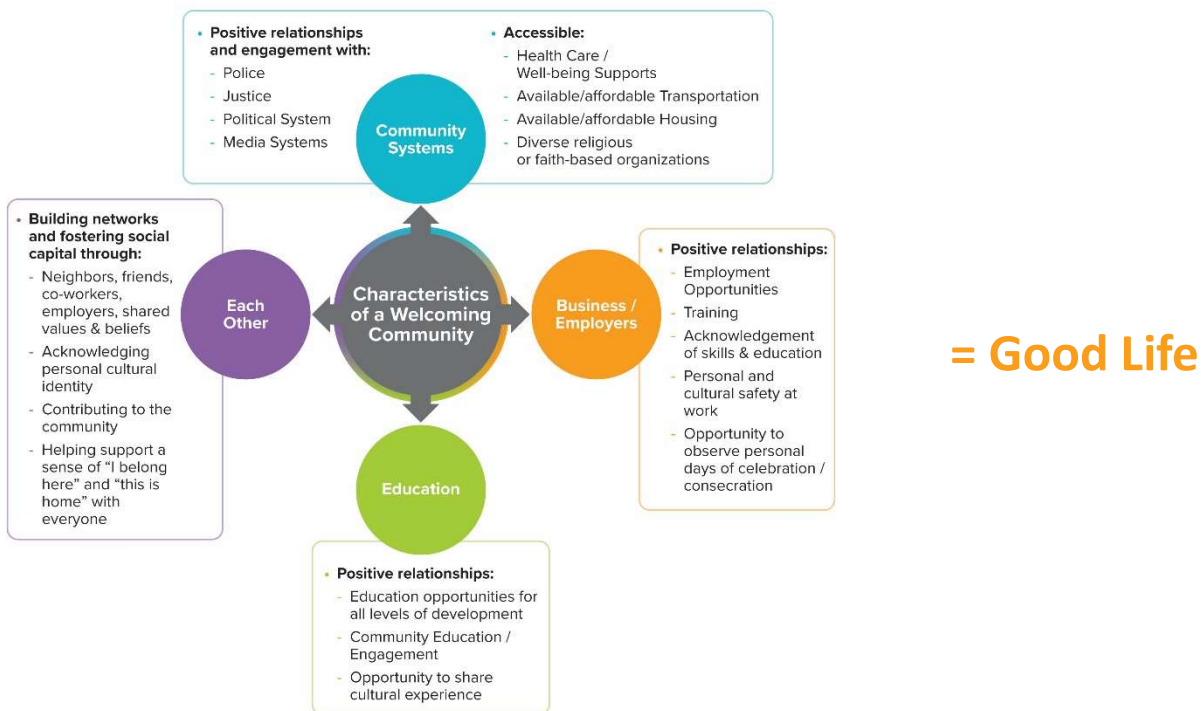 • Positive relationships
and engagement with:
- Police
- Justice
- Political System
- Media Systems
• Accessible:
- Health Care /
Well-being Supports
- Available/affordable Transportation
- Available/affordable Housing
- Diverse religious
or faith-based organizations
Community
Systems
• Building networks
and fostering social
capital through:
- Neighbors, friends,
co-workers,
employers, shared
values & beliefs
- Acknowledging
personal cultural
identity
- Contributing to the
community
- Helping support a
sense of “I belong
here” and “this is
home” with
everyone
Each
Other
Characteristics
of a Welcoming
Community
Business /
Employers
• Positive relationships:
- Employment
Opportunities
- Training
- Acknowledgement
of skills & education
- Personal and
cultural safety at
work
- Opportunity to
observe personal
days of celebration /
consecration
= Good Life
Education
• Positive relationships:
- Education opportunities for
all levels of development
- Community Education /
Engagement
- Opportunity to share
cultural experience